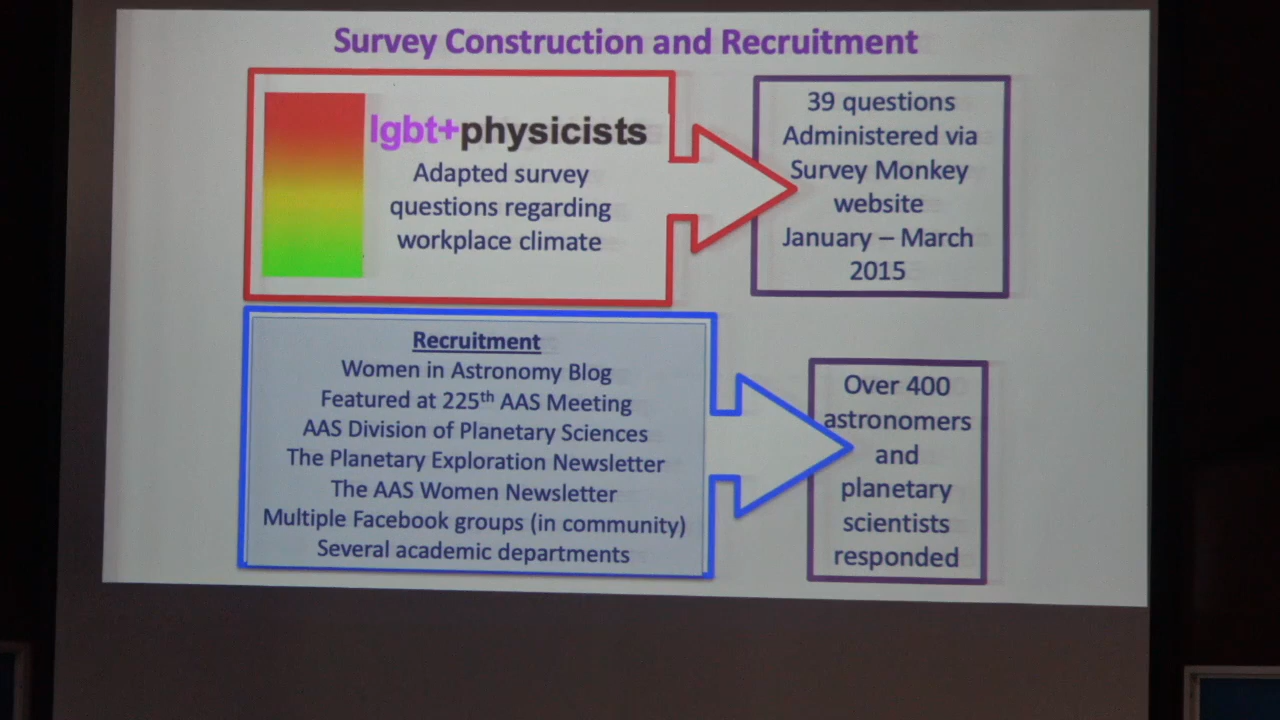 Survey Construction and Recruitment
lgbt+physicists
Adapted survey
questions regarding
workplace climate
39 questions
Administered via
Survey Monkey
website
January – March
2015
Recruitment
Women in Astronomy Blog
Featured at 225th AAS Meeting
AAS Division of Planetary Sciences
The Planetary Exploration Newsletter
The AAS Women Newsletter
Multiple Facebook groups (in community)
Several academic departments
Over 400
astronomers
and
planetary
scientists
responded